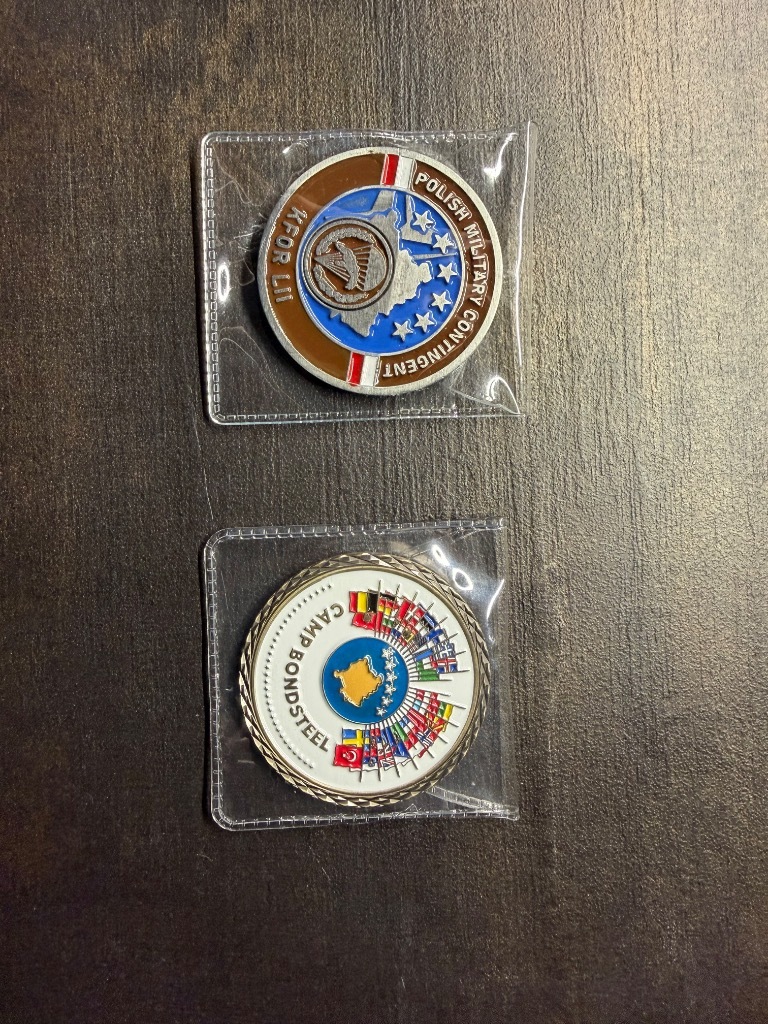 POLISH MILITARY CONTINGENT
KFOR LII
CAMP BONDSTEEL